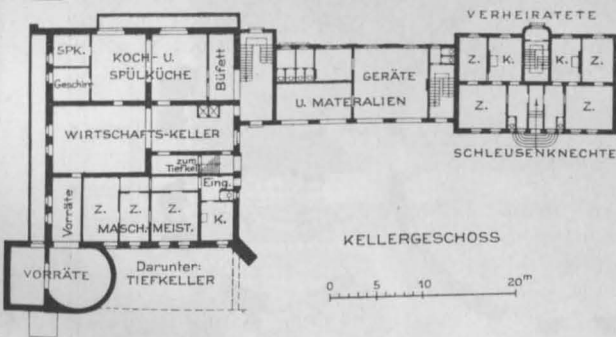 VERHEIRATETE
SPK.
KOCH- U.
SPÜLKÜCHE
Geschirr
Büfett
GERÄTE
U. MATERIALIEN
Z.
K.
K.
Z.
Z.
Z.
WIRTSCHAFTS-KELLER
SCHLEUSENKNECHTE
zum
Tiefkell
Eing.
Vorräte
Z.
Z.
Z.
K.
MASCH.-MEIST.
KELLERGESCHOSS
VORRÄTE
Darunter:
TIEFKELLER
0 5 10 20m